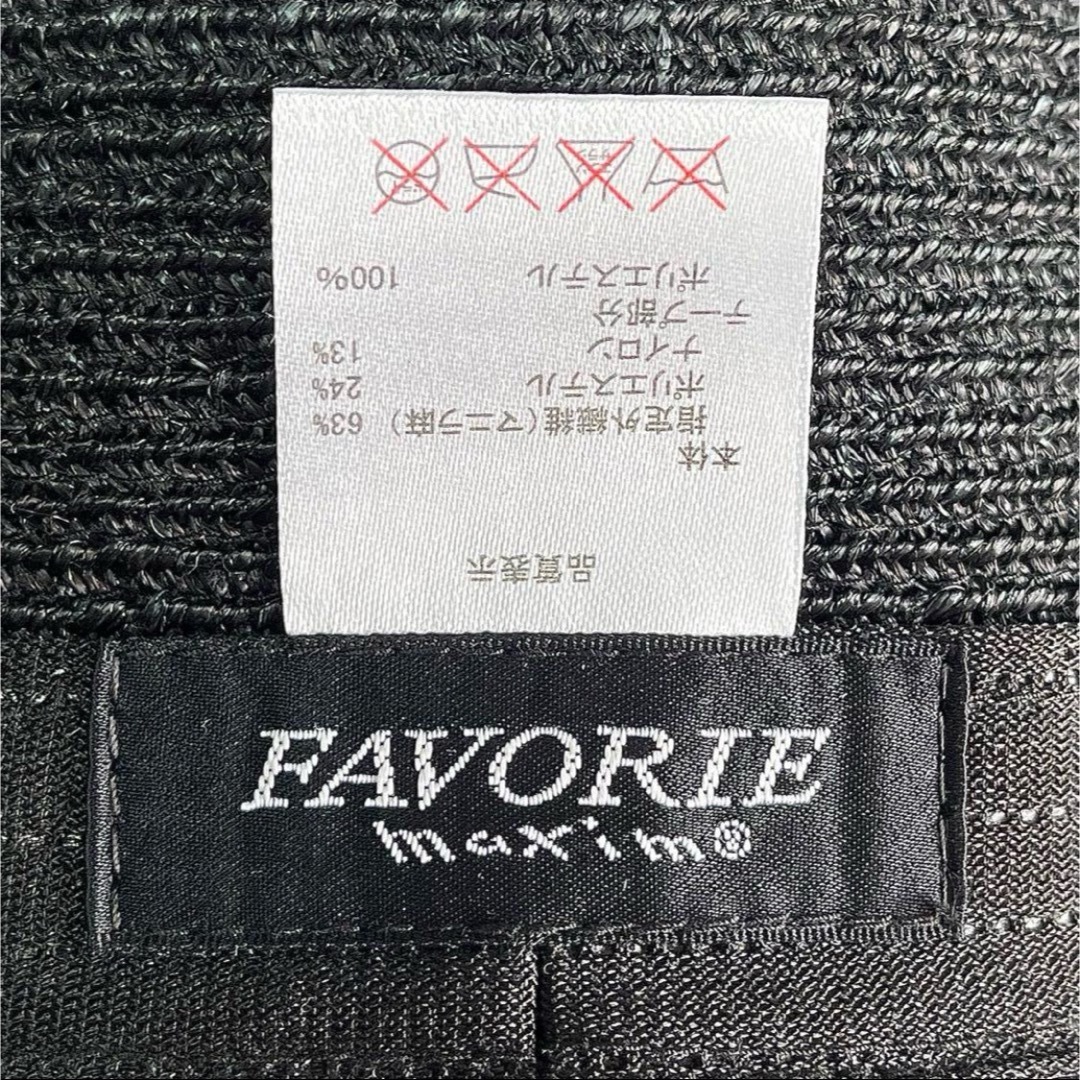 品質表示
本体
指定外繊維(マニラ麻) 63%
ポリエステル 24%
ナイロン 13%
テープ部分
ポリエステル 100%
FAVORIE
maxim